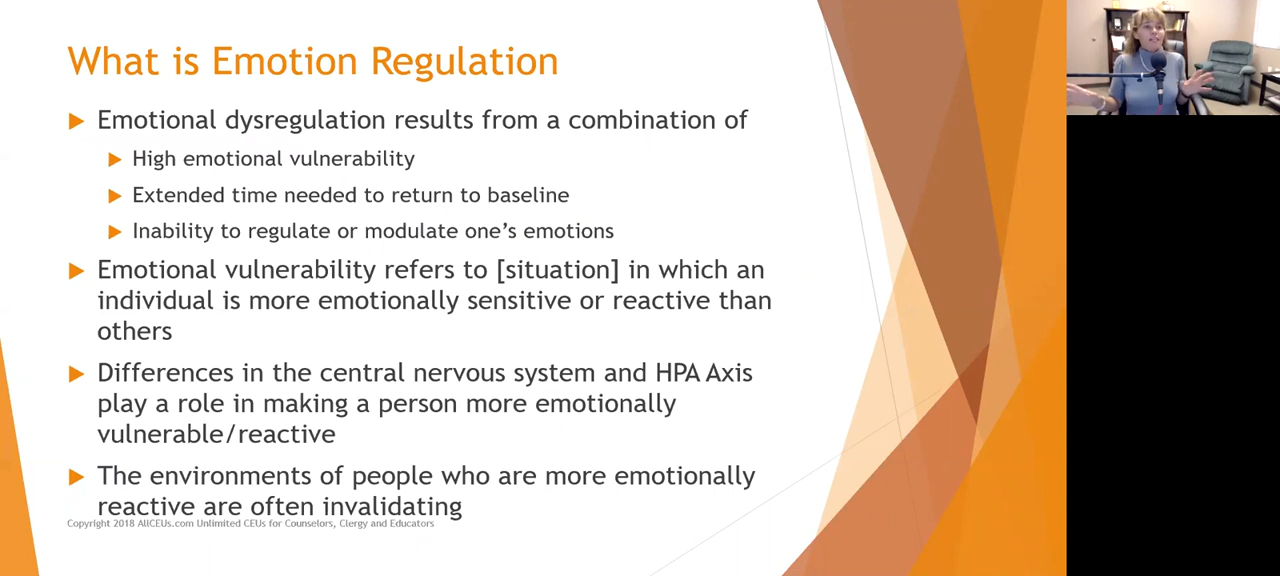 What is Emotion Regulation
Emotional dysregulation results from a combination of
High emotional vulnerability
Extended time needed to return to baseline
Inability to regulate or modulate one’s emotions
Emotional vulnerability refers to [situation] in which an
individual is more emotionally sensitive or reactive than
others
Differences in the central nervous system and HPA Axis
play a role in making a person more emotionally
vulnerable/reactive
The environments of people who are more emotionally
reactive are often invalidating
Copyright 2018 AllCEUs.com Unlimited CEUs for Counselors, Clergy and Educators